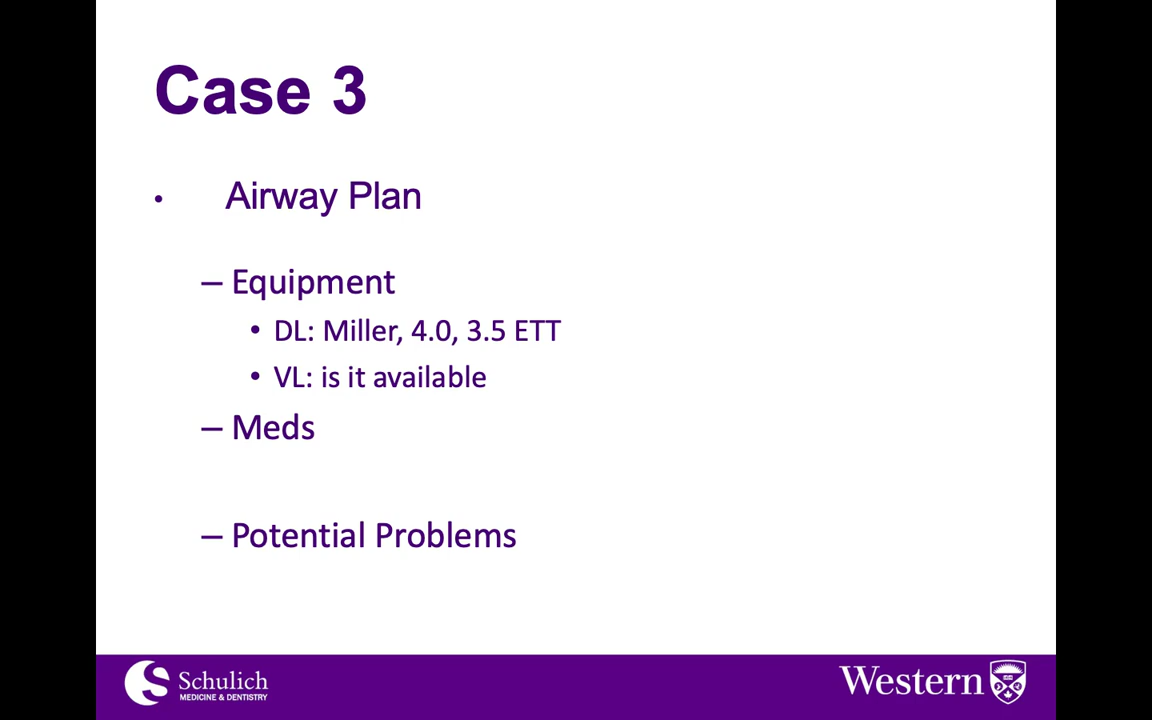 Case 3
• Airway Plan
– Equipment
• DL: Miller, 4.0, 3.5 ETT
• VL: is it available
– Meds
– Potential Problems
Schulich
MEDICINE & DENTISTRY
Western